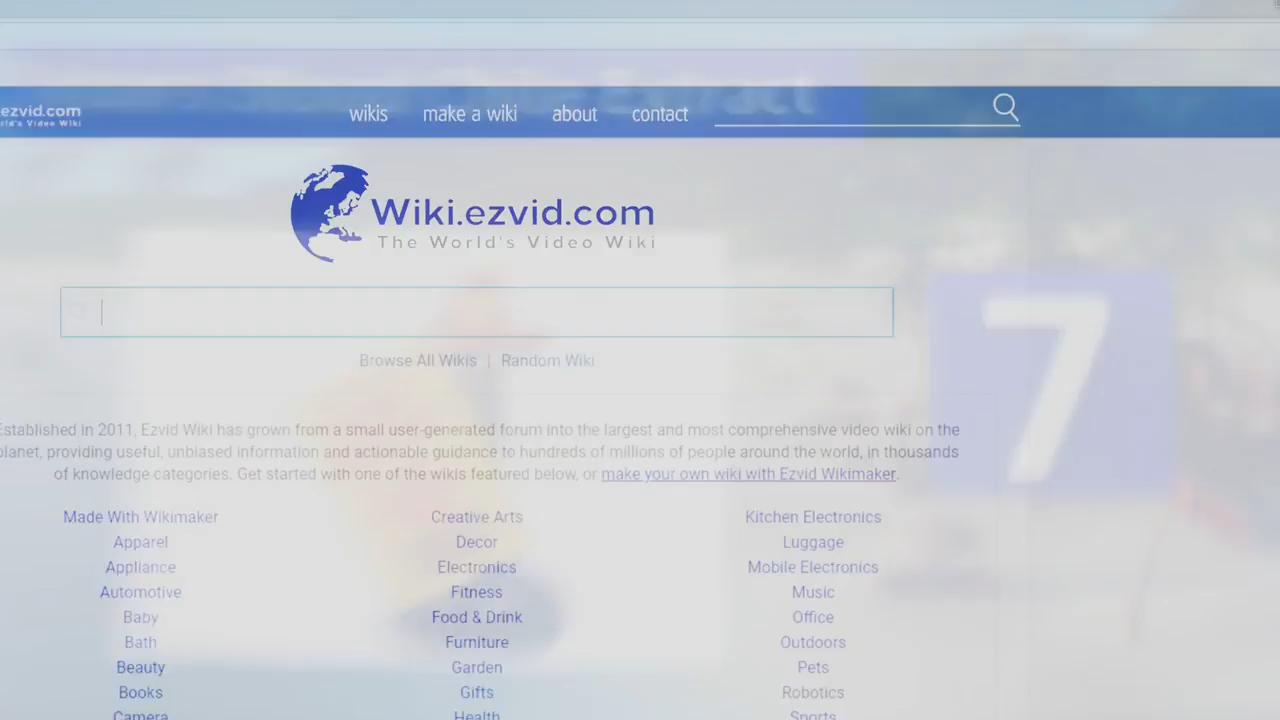 ezvid.com
wikis make a wiki about contact
Wiki.ezvid.com
The World's Video Wiki
Browse All Wikis | Random Wiki
7
Established in 2011, Ezvid Wiki has grown from a small user-generated forum into the largest and most comprehensive video wiki on the
planet, providing useful, unbiased information and actionable guidance to hundreds of millions of people around the world, in thousands
of knowledge categories. Get started with one of the wikis featured below, or make your own wiki with Ezvid Wikimaker.
Made With Wikimaker Creative Arts Kitchen Electronics
Apparel Decor Luggage
Appliance Electronics Mobile Electronics
Automotive Fitness Music
Baby Food & Drink Office
Bath Furniture Outdoors
Beauty Garden Pets
Books Gifts Robotics
Camera Health Sports